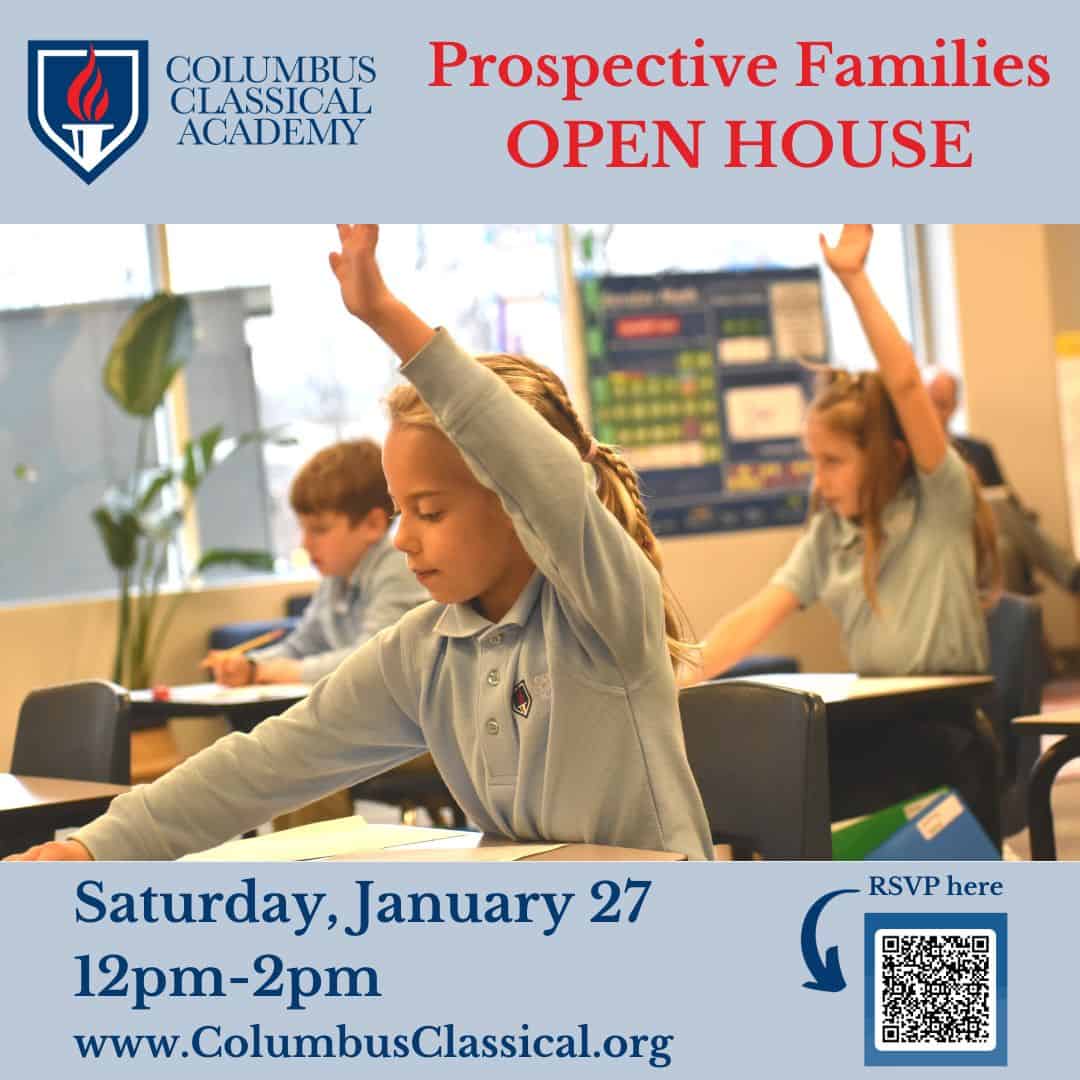 COLUMBUS
CLASSICAL
ACADEMY
Prospective Families
OPEN HOUSE
Saturday, January 27
12pm-2pm
www.ColumbusClassical.org
RSVP here